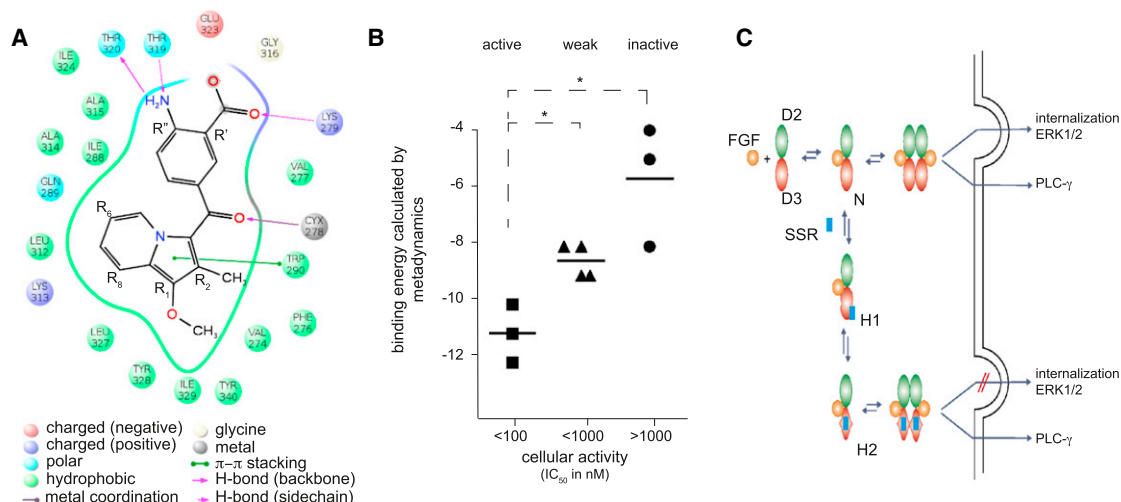 A
GLU
323
THR
320
THR
319
GLY
316
ILE
324
ALA
315
LYS
279
ALA
314
ILE
288
VAL
277
GLN
289
CYX
278
LEU
312
TRP
290
LYS
313
PHE
276
LEU
327
VAL
274
TYR
328
ILE
329
TYR
340
H₂N
O
O
R"
R'
O
R₆
N
R₈
R₂
CH₃
R₁
O
CH₃
charged (negative)
charged (positive)
polar
hydrophobic
metal coordination
glycine
metal
π–π stacking
H-bond (backbone)
H-bond (sidechain)
B
active weak inactive
*
*
-4
-6
-8
-10
-12
binding energy calculated by
metadynamics
<100 <1000 >1000
cellular activity
(IC₅₀ in nM)
C
D2
FGF
+
D3
N
internalization
ERK1/2
PLC-γ
SSR
H1
H2
internalization
ERK1/2
PLC-γ